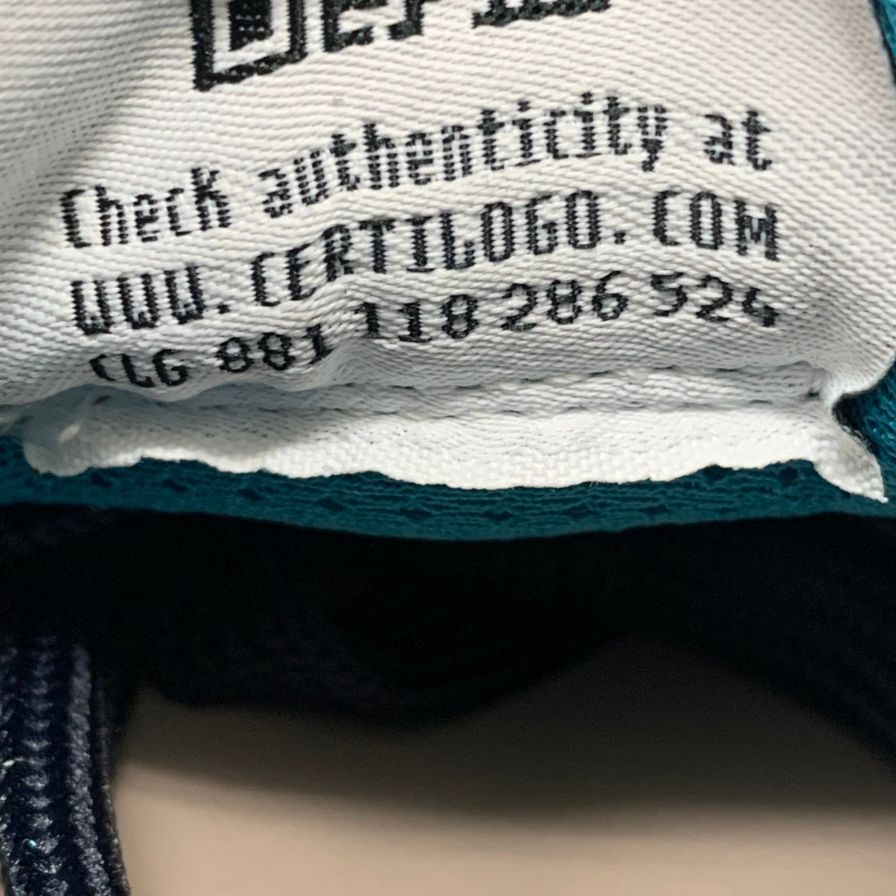 Check authenticity at
WWW.CERTILOGO.COM
CLG 881 118 286 524